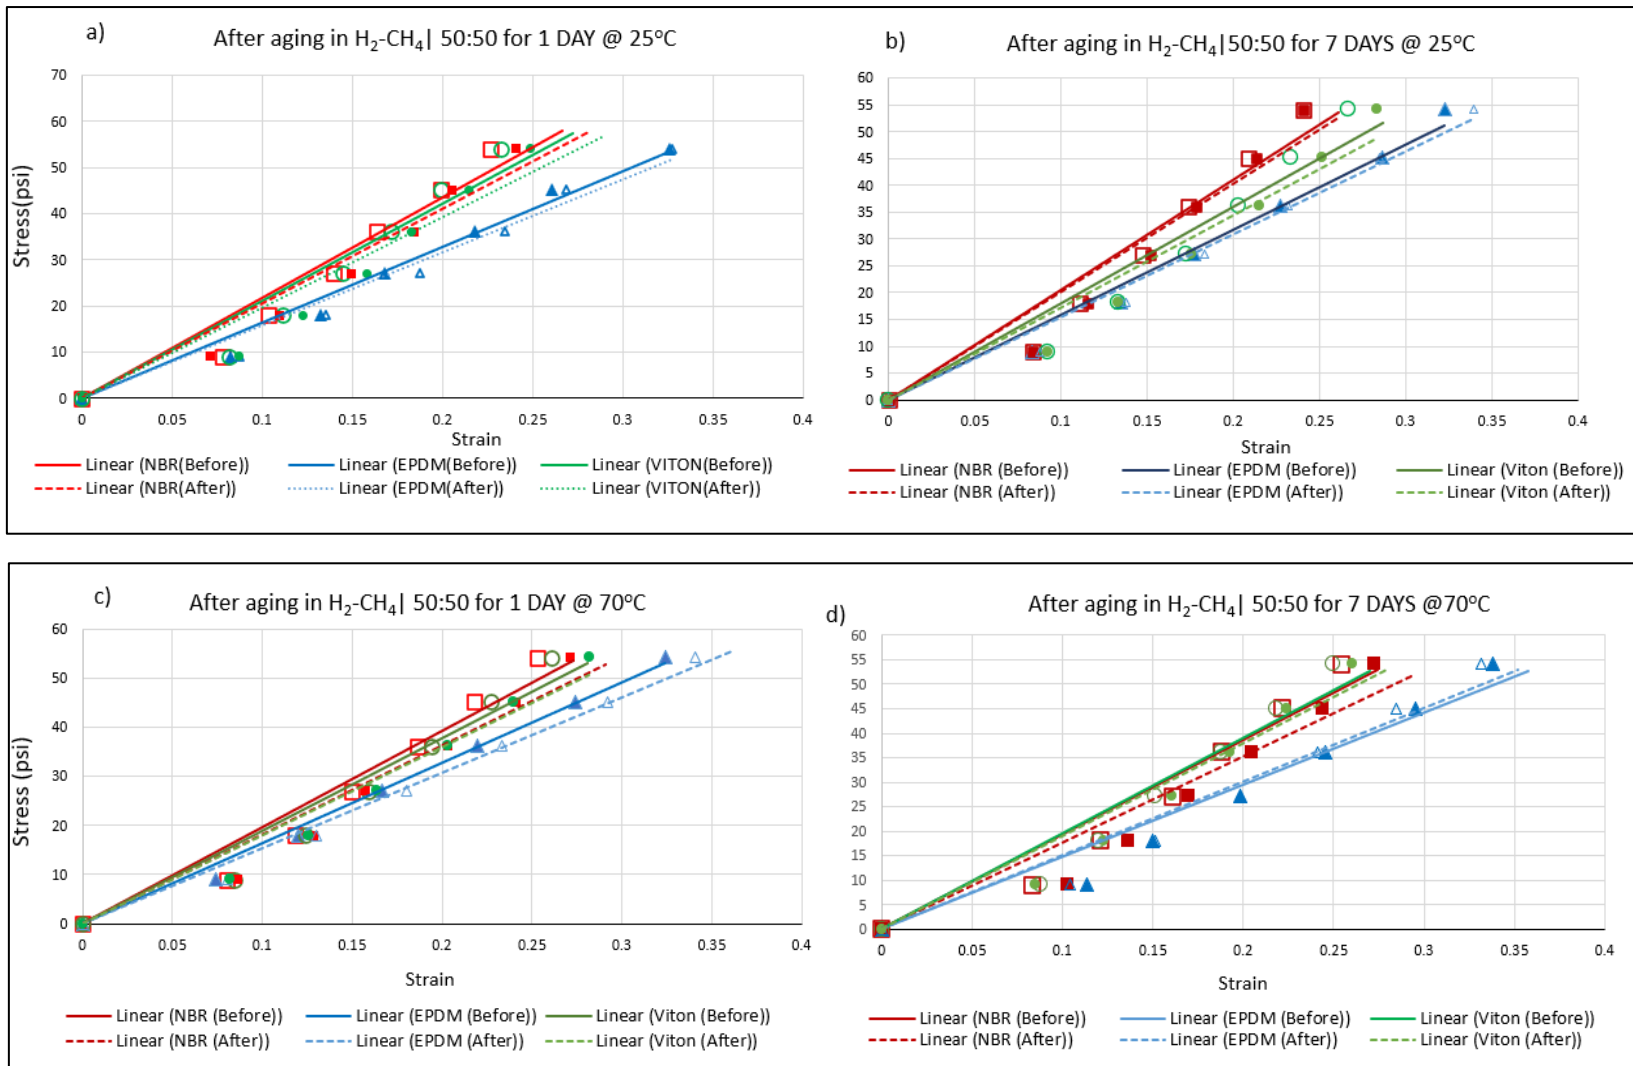 a)
After aging in H₂-CH₄| 50:50 for 1 DAY @ 25°C
Stress(psi)
70
60
50
40
30
20
10
0
0
0.05
0.1
0.15
0.2
0.25
0.3
0.35
0.4
Strain
Linear (NBR(Before))
Linear (EPDM(Before))
Linear (VITON(Before))
Linear (NBR(After))
Linear (EPDM(After))
Linear (VITON(After))
b)
After aging in H₂-CH₄|50:50 for 7 DAYS @ 25°C
60
55
50
45
40
35
30
25
20
15
10
5
0
0
0.05
0.1
0.15
0.2
0.25
0.3
0.35
0.4
Strain
Linear (NBR (Before))
Linear (EPDM (Before))
Linear (Viton (Before))
Linear (NBR (After))
Linear (EPDM (After))
Linear (Viton (After))
c)
After aging in H₂-CH₄| 50:50 for 1 DAY @ 70°C
Stress (psi)
60
50
40
30
20
10
0
0
0.05
0.1
0.15
0.2
0.25
0.3
0.35
0.4
Strain
Linear (NBR (Before))
Linear (EPDM (Before))
Linear (Viton (Before))
Linear (NBR (After))
Linear (EPDM (After))
Linear (Viton (After))
d)
After aging in H₂-CH₄| 50:50 for 7 DAYS @70°C
60
55
50
45
40
35
30
25
20
15
10
5
0
0
0.05
0.1
0.15
0.2
0.25
0.3
0.35
0.4
Strain
Linear (NBR (Before))
Linear (EPDM (Before))
Linear (Viton (Before))
Linear (NBR (After))
Linear (EPDM (After))
Linear (Viton (After))